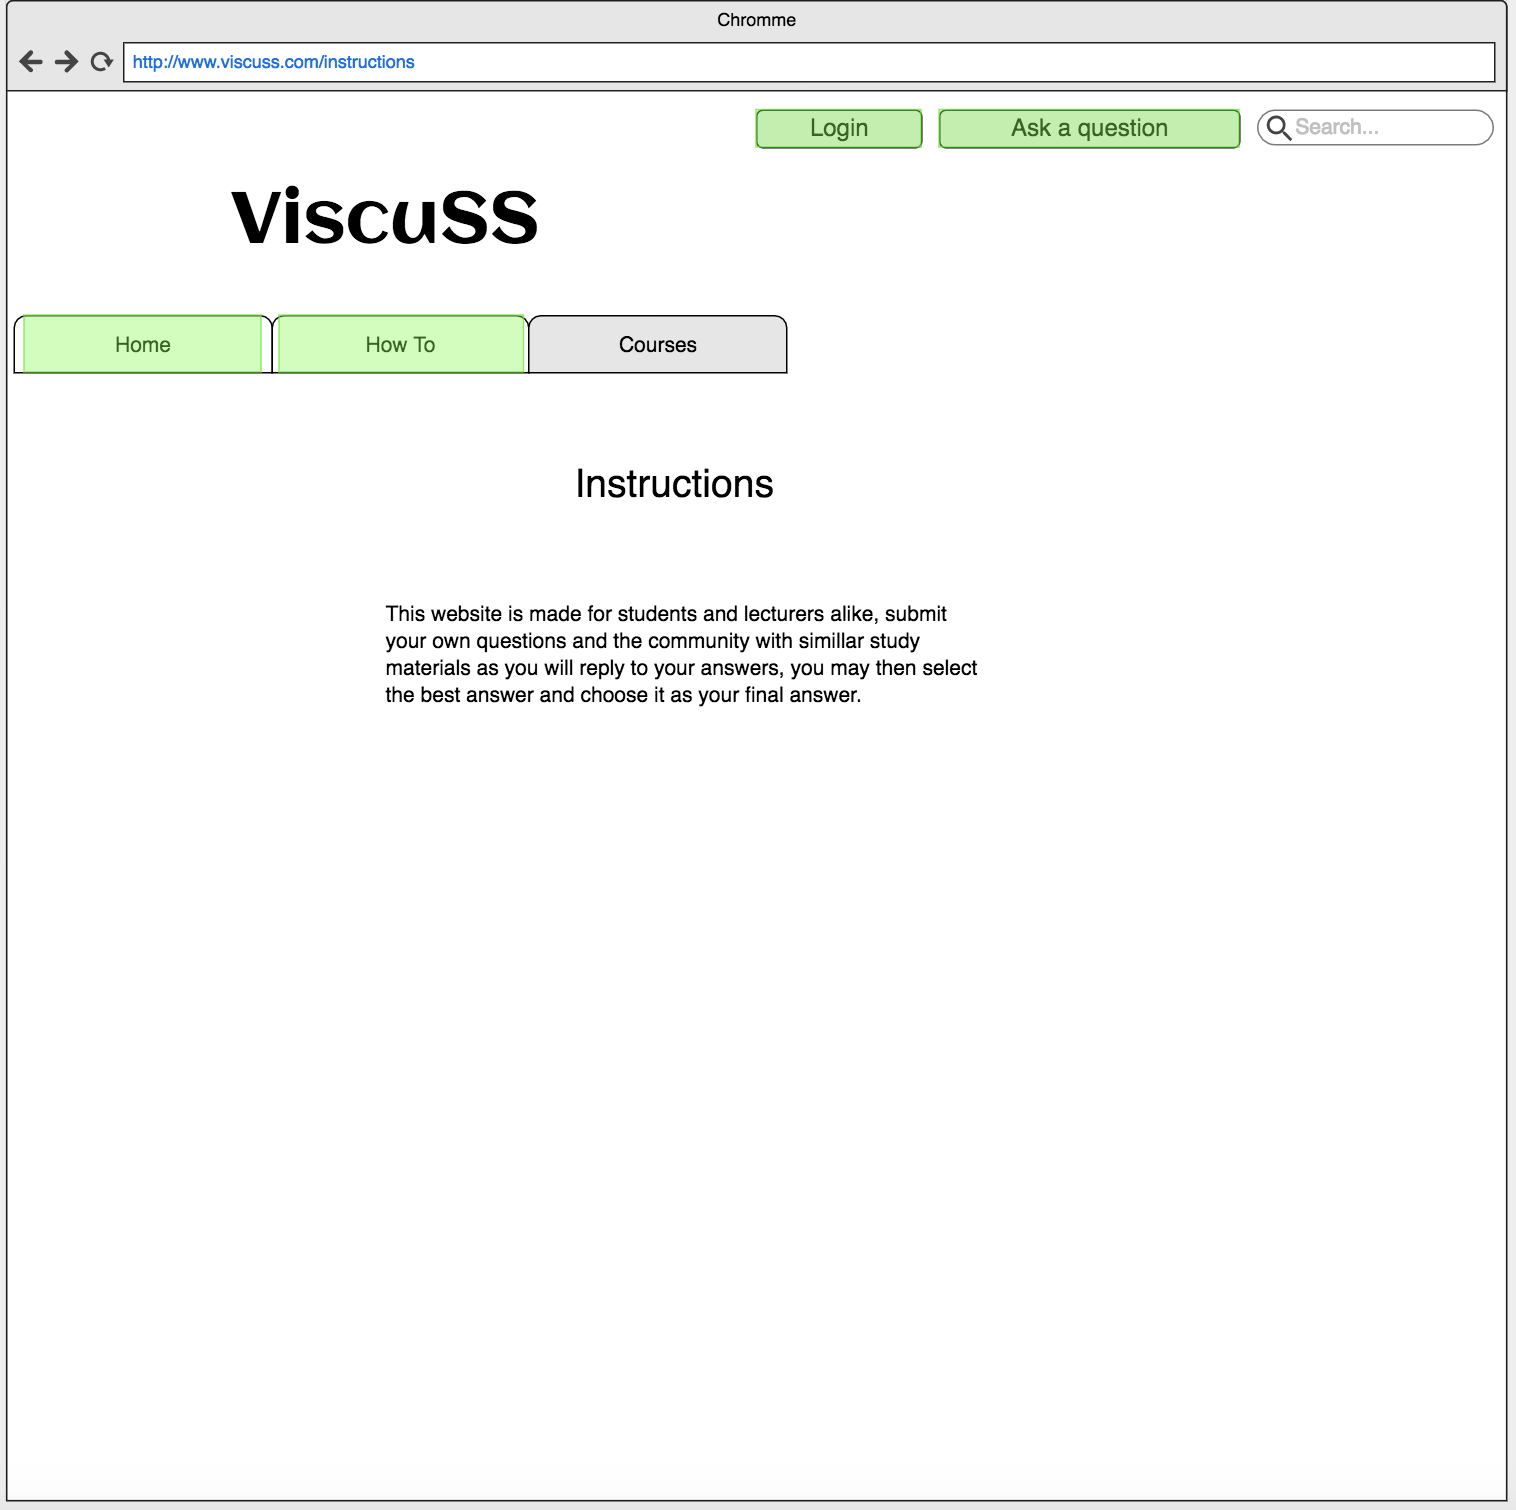 Chromme
http://www.viscuss.com/instructions
Login
Ask a question
Search...
ViscuSS
Home
How To
Courses
Instructions
This website is made for students and lecturers alike, submit
your own questions and the community with simillar study
materials as you will reply to your answers, you may then select
the best answer and choose it as your final answer.